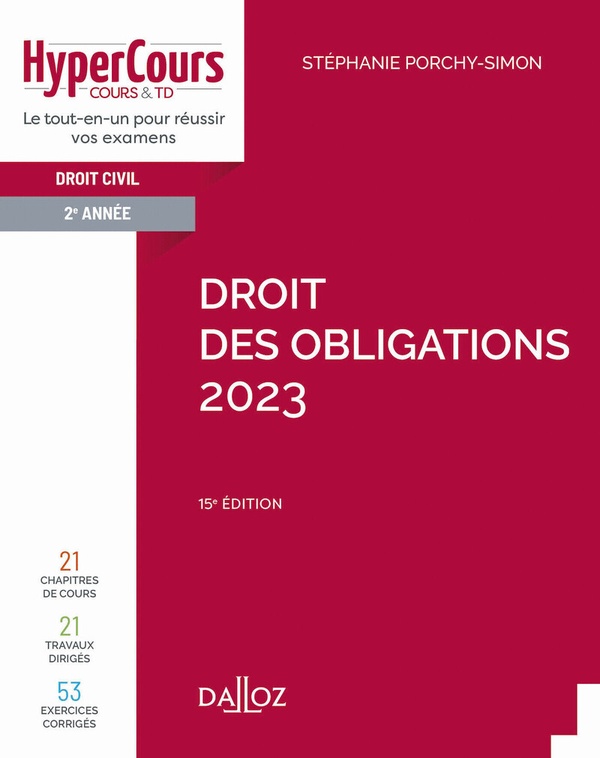 HyperCours
COURS & TD
Le tout-en-un pour réussir
vos examens
DROIT CIVIL
2e ANNÉE
STÉPHANIE PORCHY-SIMON
DROIT
DES OBLIGATIONS
2023
15e ÉDITION
21
CHAPITRES
DE COURS
21
TRAVAUX
DIRIGÉS
53
EXERCICES
CORRIGÉS
DALLOZ